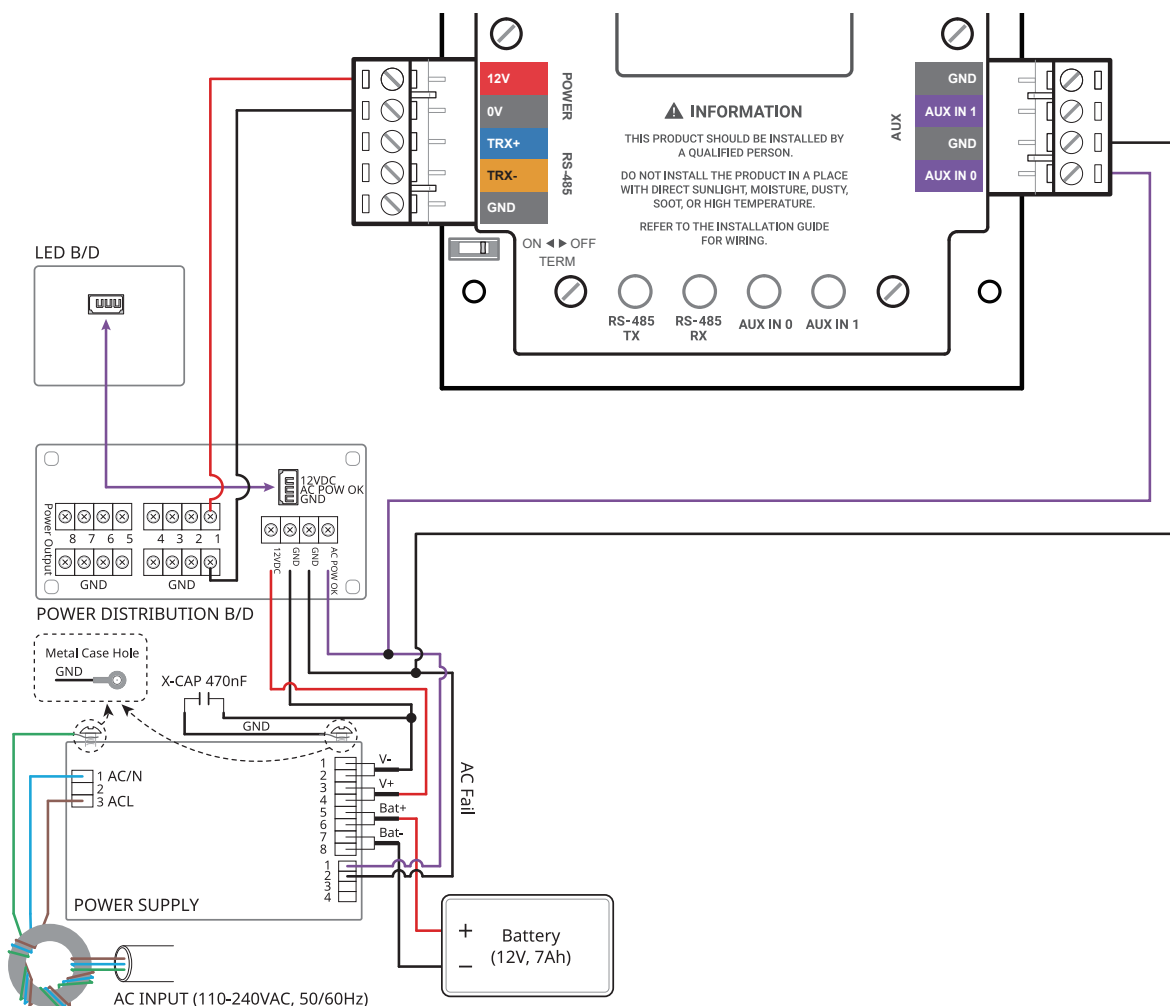 12V
0V
TRX+
TRX-
GND
POWER
RS-485
INFORMATION
THIS PRODUCT SHOULD BE INSTALLED BY
A QUALIFIED PERSON.
DO NOT INSTALL THE PRODUCT IN A PLACE
WITH DIRECT SUNLIGHT, MOISTURE, DUSTY,
SOOT, OR HIGH TEMPERATURE.
REFER TO THE INSTALLATION GUIDE
FOR WIRING.
AUX
GND
AUX IN 1
GND
AUX IN 0
ON ◄ ► OFF
TERM
RS-485
TX
RS-485
RX
AUX IN 0
AUX IN 1
LED B/D
12VDC
AC POW OK
GND
Power Output
8 7 6 5
4 3 2 1
GND
GND
12VDC
GND
GND
AC POW OK
POWER DISTRIBUTION B/D
Metal Case Hole
GND
X-CAP 470nF
GND
1 AC/N
2
3 ACL
1
2
3
4
5
6
7
8
V-
V+
Bat+
Bat-
1
2
3
4
AC Fail
POWER SUPPLY
+
−
Battery
(12V, 7Ah)
AC INPUT (110-240VAC, 50/60Hz)